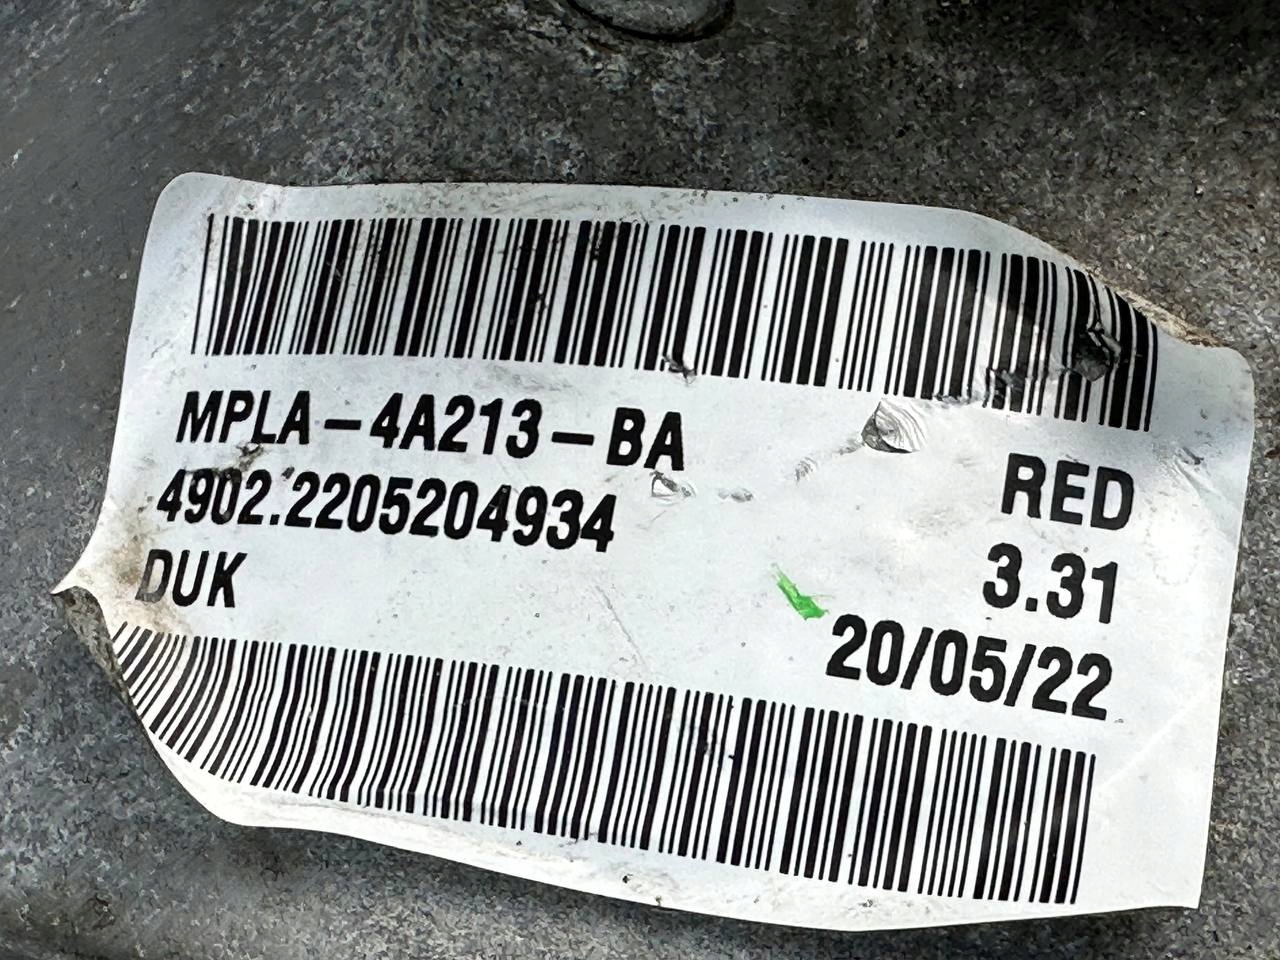 MPLA-4A213-BA
4902.2205204934
DUK
RED
3.31
20/05/22